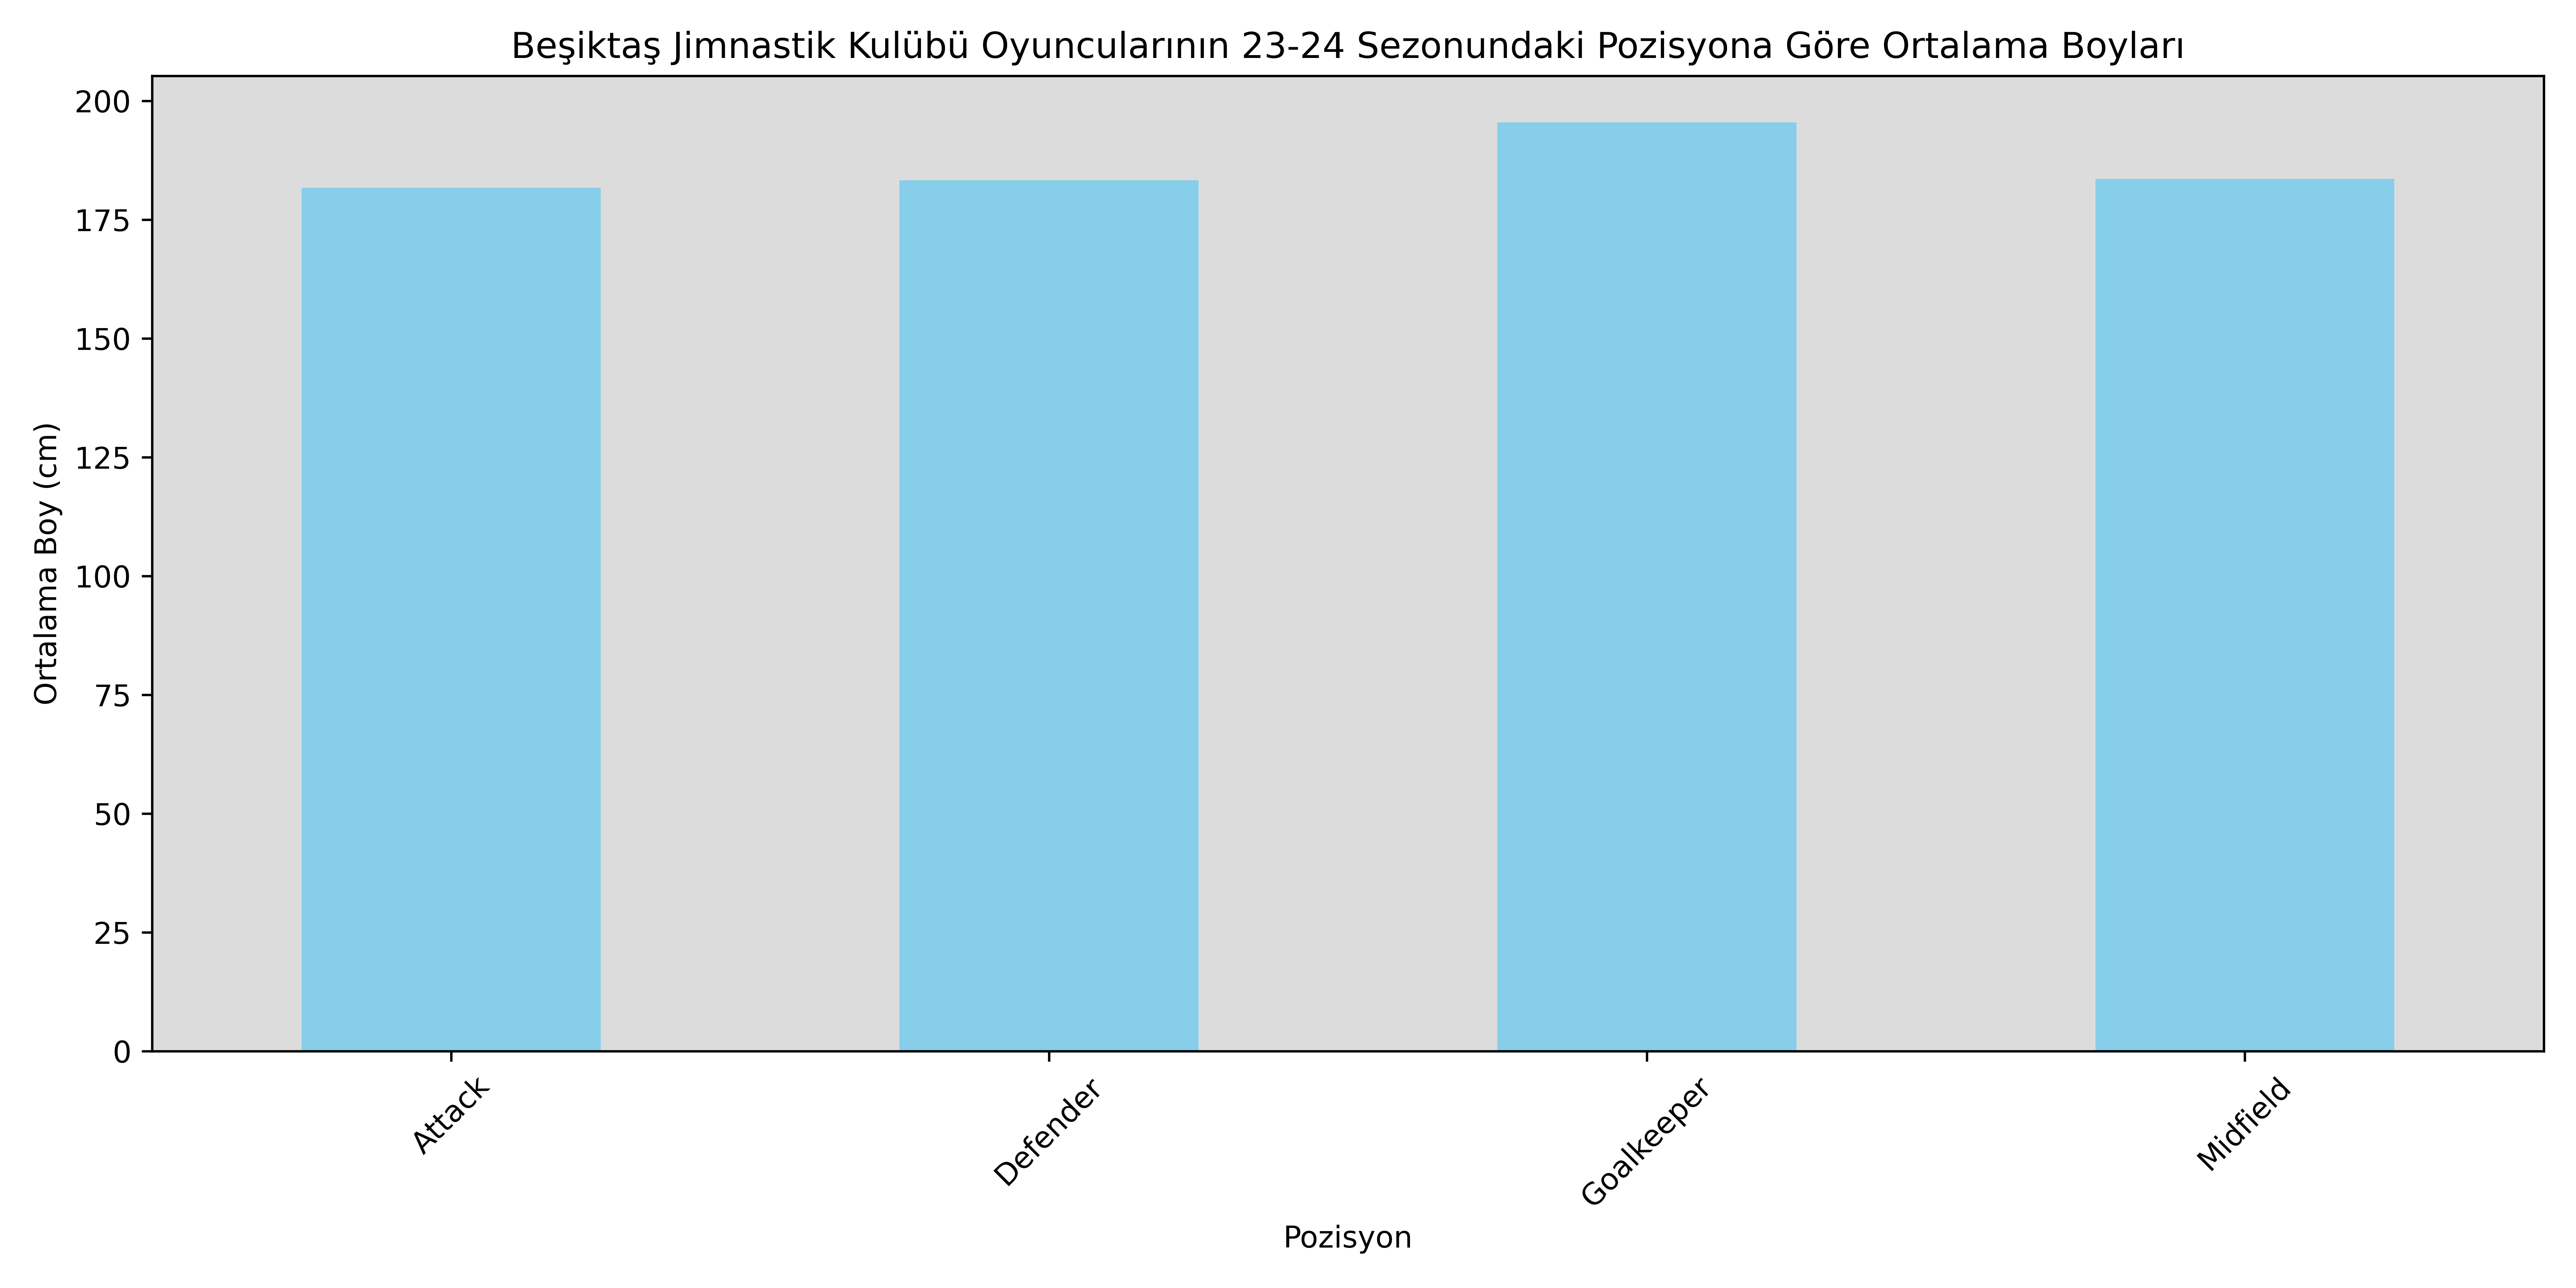 Beşiktaş Jimnastik Kulübü Oyuncularının 23-24 Sezonundaki Pozisyona Göre Ortalama Boyları
Ortalama Boy (cm)
200
175
150
125
100
75
50
25
0
Attack
Defender
Goalkeeper
Midfield
Pozisyon